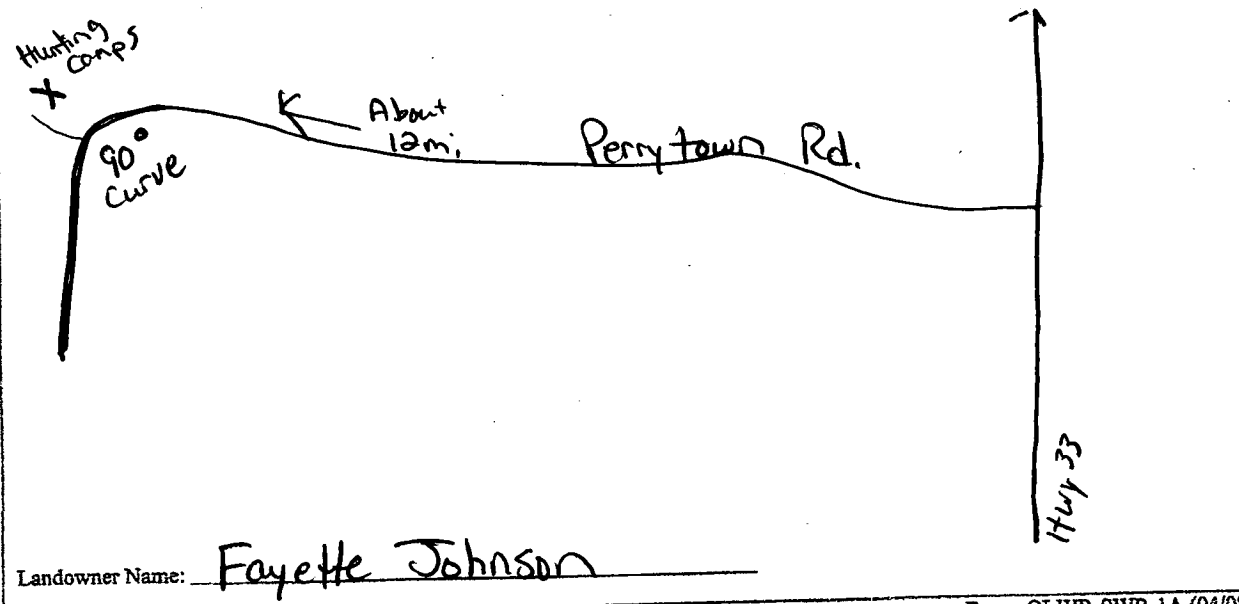 Hunting
Camps
X
90°
Curve
About
12mi.
Perrytown Rd.
Hwy 33
Landowner Name: Fayette Johnson